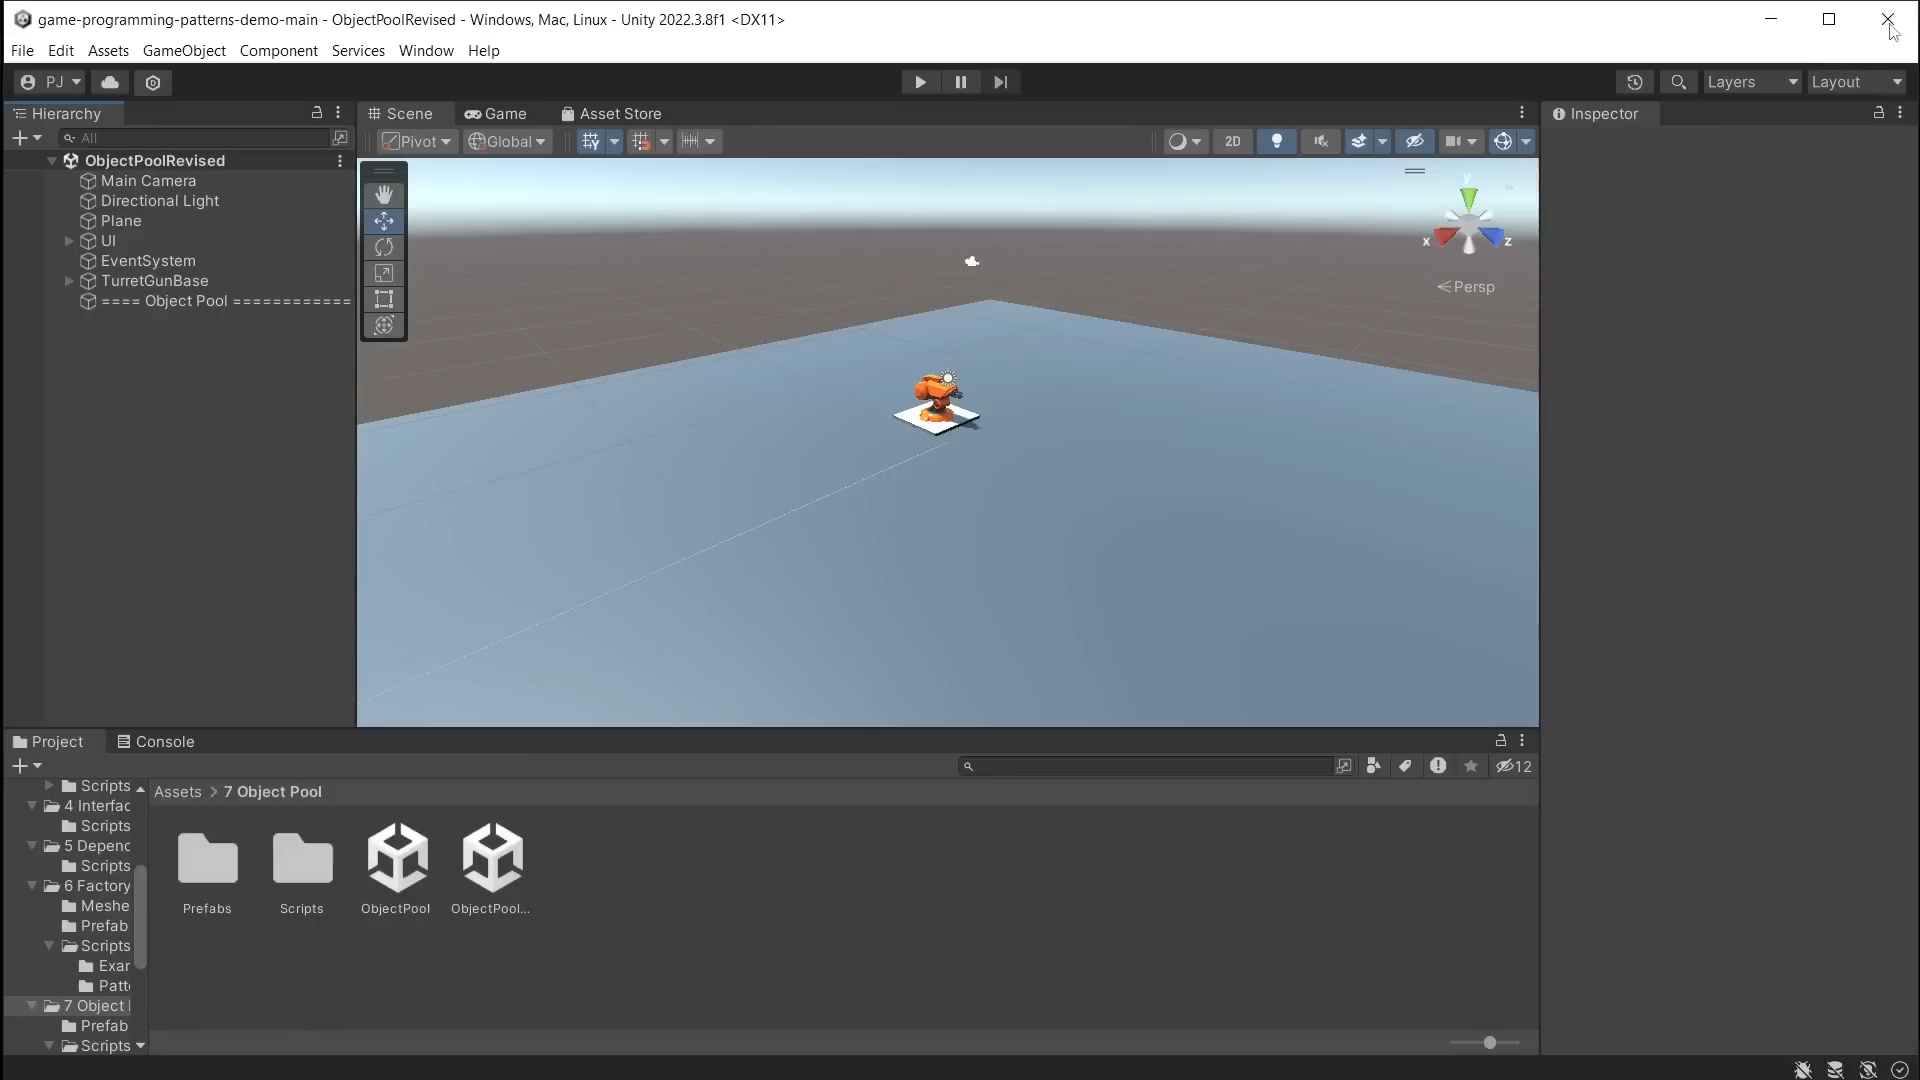 game-programming-patterns-demo-main - ObjectPoolRevised - Windows, Mac, Linux - Unity 2022.3.8f1 <DX11>
File Edit Assets GameObject Component Services Window Help
PJ Layers Layout
Hierarchy Scene Game Asset Store Inspector
All Pivot Global 2D
ObjectPoolRevised
Main Camera
Directional Light
Plane
UI
EventSystem
TurretGunBase
==== Object Pool ============
y
x z
Persp
Project Console
12
Scripts
Assets > 7 Object Pool
4 Interfac
Scripts
5 Depend
Scripts
6 Factory
Meshe
Prefab
Scripts
Exar
Patt
7 Object
Prefab
Scripts
Prefabs Scripts ObjectPool ObjectPool...